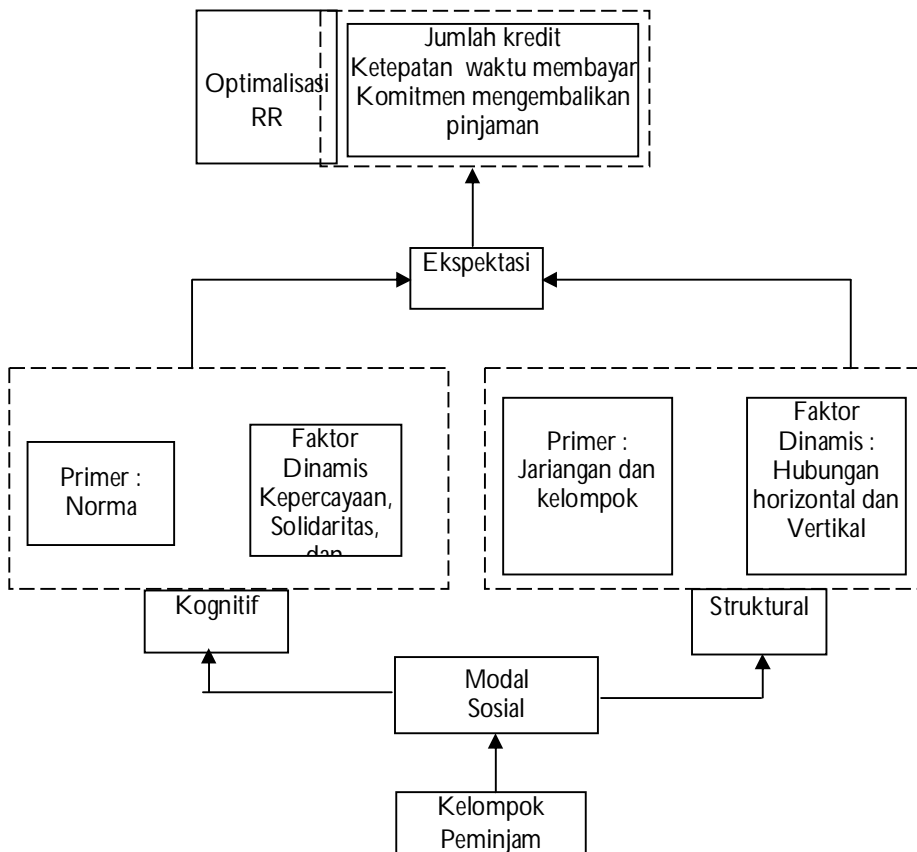 Optimalisasi
RR
Jumlah kredit
Ketepatan waktu membayar
Komitmen mengembalikan
pinjaman
Ekspektasi
Primer :
Norma
Faktor
Dinamis
Kepercayaan,
Solidaritas,
dan
Primer :
Jariangan dan
kelompok
Faktor
Dinamis :
Hubungan
horizontal dan
Vertikal
Kognitif
Struktural
Modal
Sosial
Kelompok
Peminjam